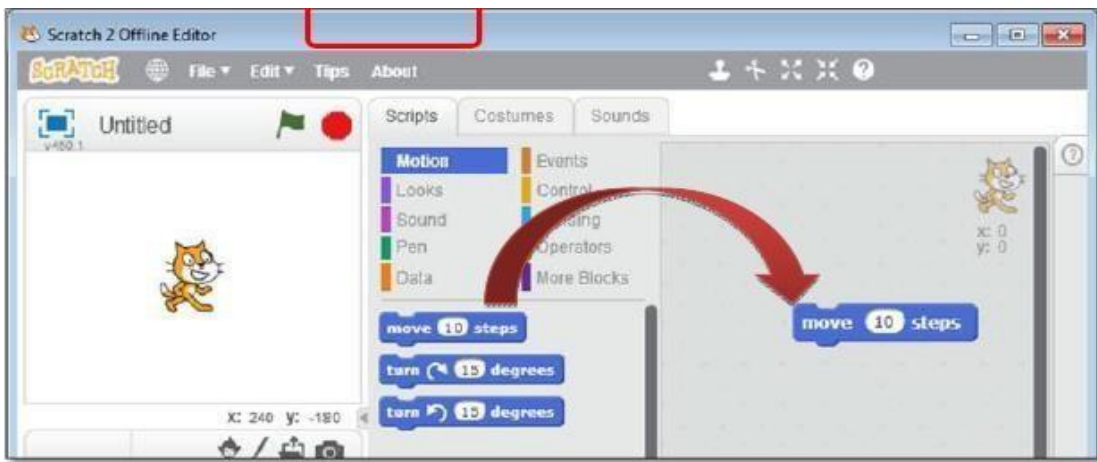 Scratch 2 Offline Editor
SCRATCH File Edit Tips About
Untitled
v450.1
Scripts Costumes Sounds
Motion Events
Looks Control
Sound
Pen Operators
Data More Blocks
move 10 steps
turn 15 degrees
turn 15 degrees
x: 240 y: -180
x: 0
y: 0
move 10 steps